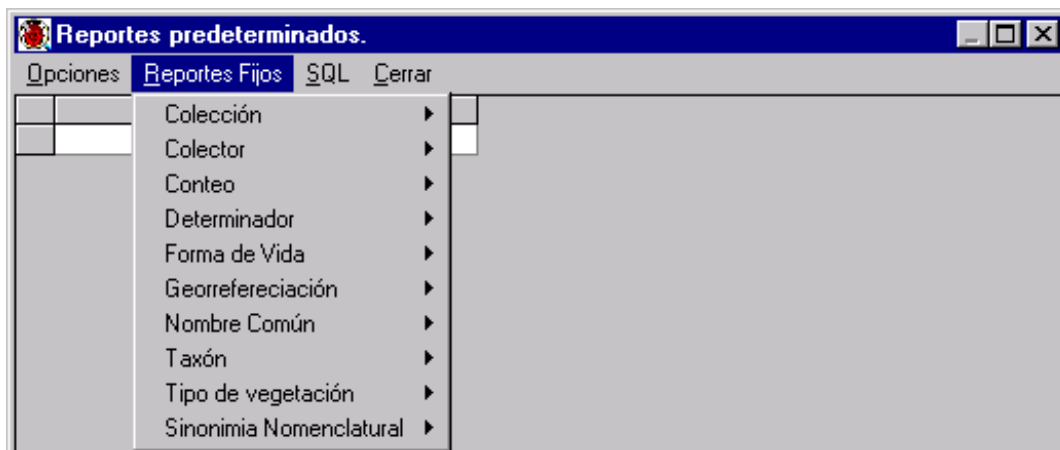 Reportes predeterminados.
Opciones Reportes Fijos SQL Cerrar
Colección
Colector
Conteo
Determinador
Forma de Vida
Georrefereciación
Nombre Común
Taxón
Tipo de vegetación
Sinonimia Nomenclatural